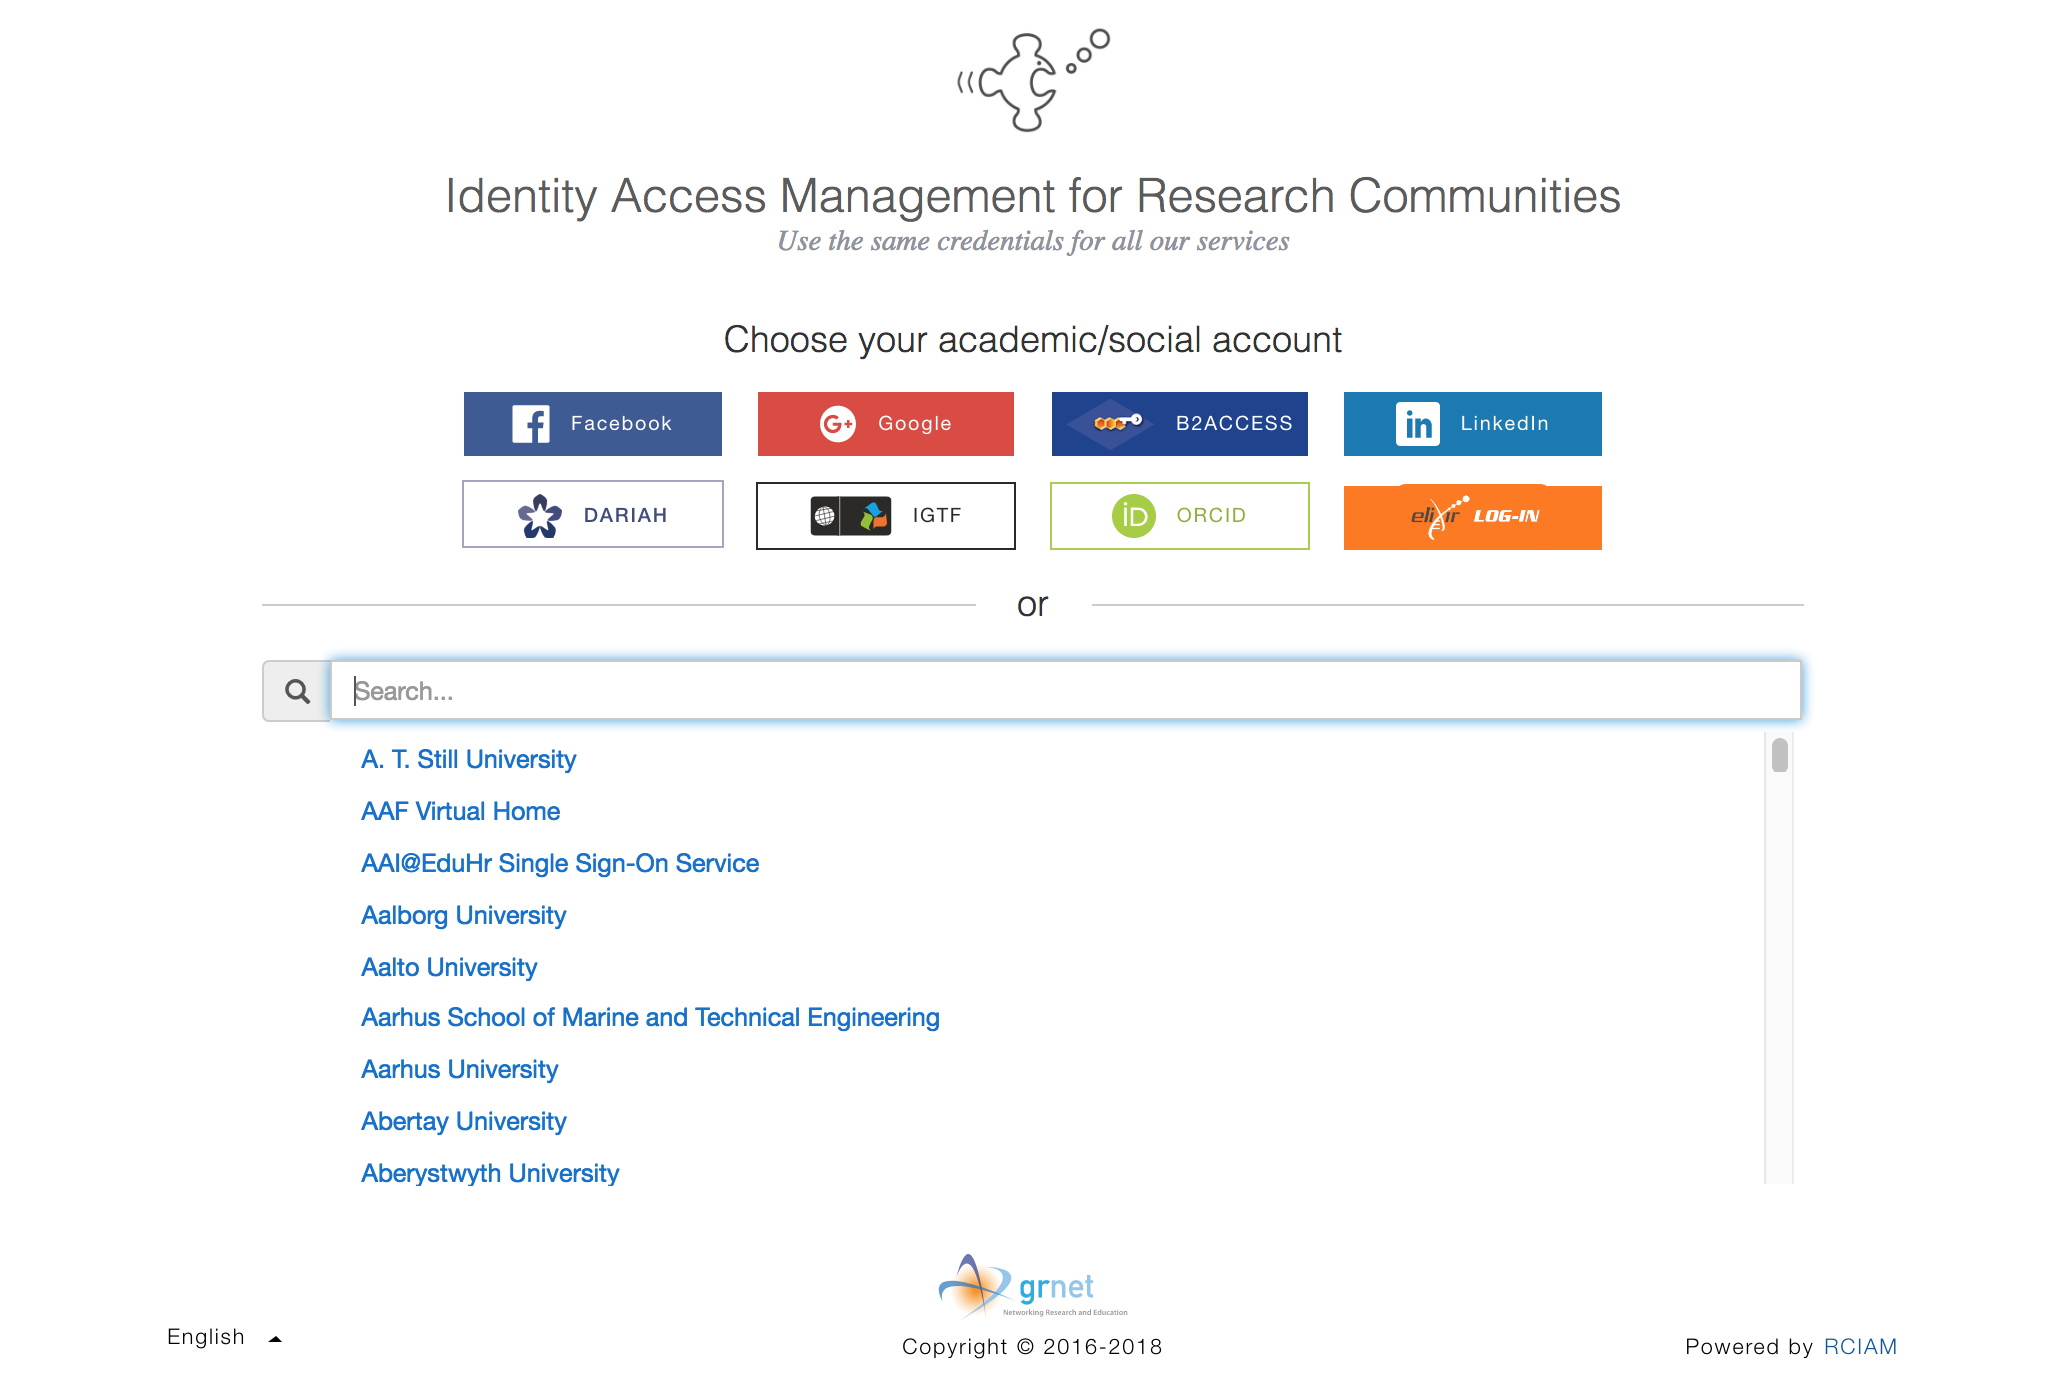 Identity Access Management for Research Communities
Use the same credentials for all our services
Choose your academic/social account
Facebook
G+ Google
B2ACCESS
in LinkedIn
DARIAH
IGTF
iD ORCID
elixir LOG-IN
or
Search...
A. T. Still University
AAF Virtual Home
AAI@EduHr Single Sign-On Service
Aalborg University
Aalto University
Aarhus School of Marine and Technical Engineering
Aarhus University
Abertay University
Aberystwyth University
grnet
Networking Research and Education
English
Copyright © 2016-2018
Powered by RCIAM